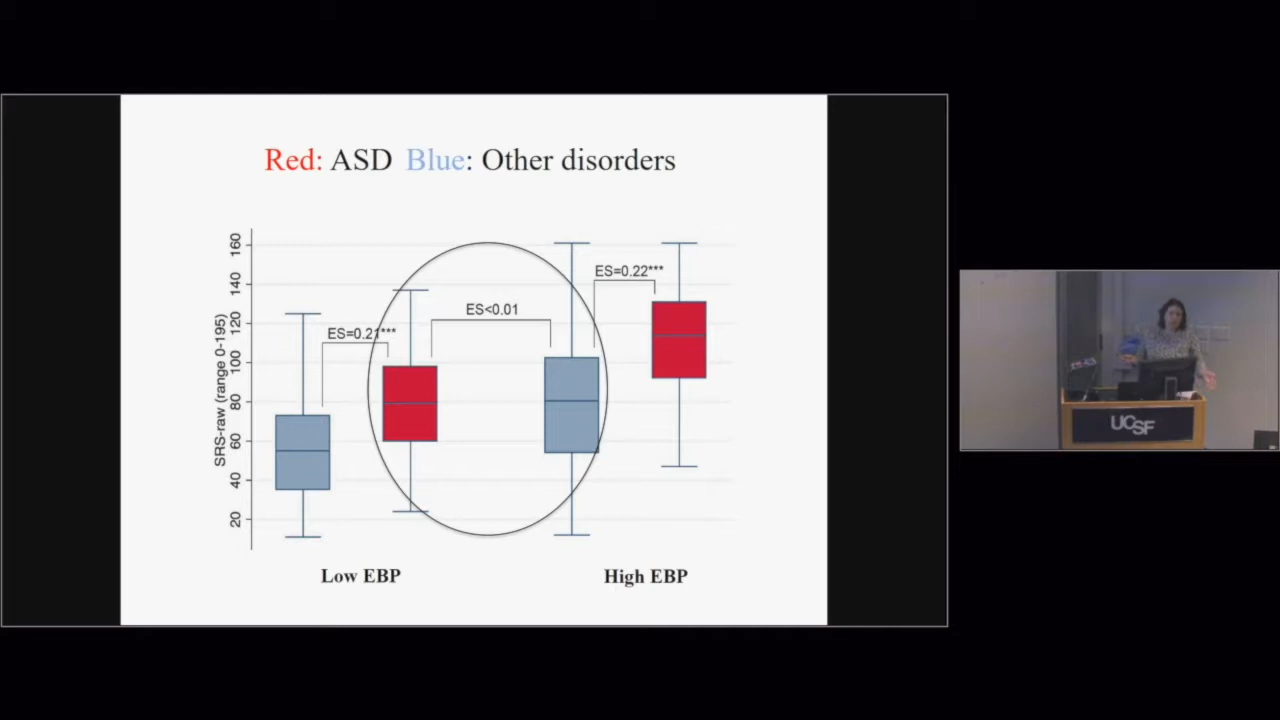 Red: ASD Blue: Other disorders
SRS-raw (range 0-195)
160
140
120
100
80
60
40
20
ES=0.21***
ES<0.01
ES=0.22***
Low EBP
High EBP
UCSF